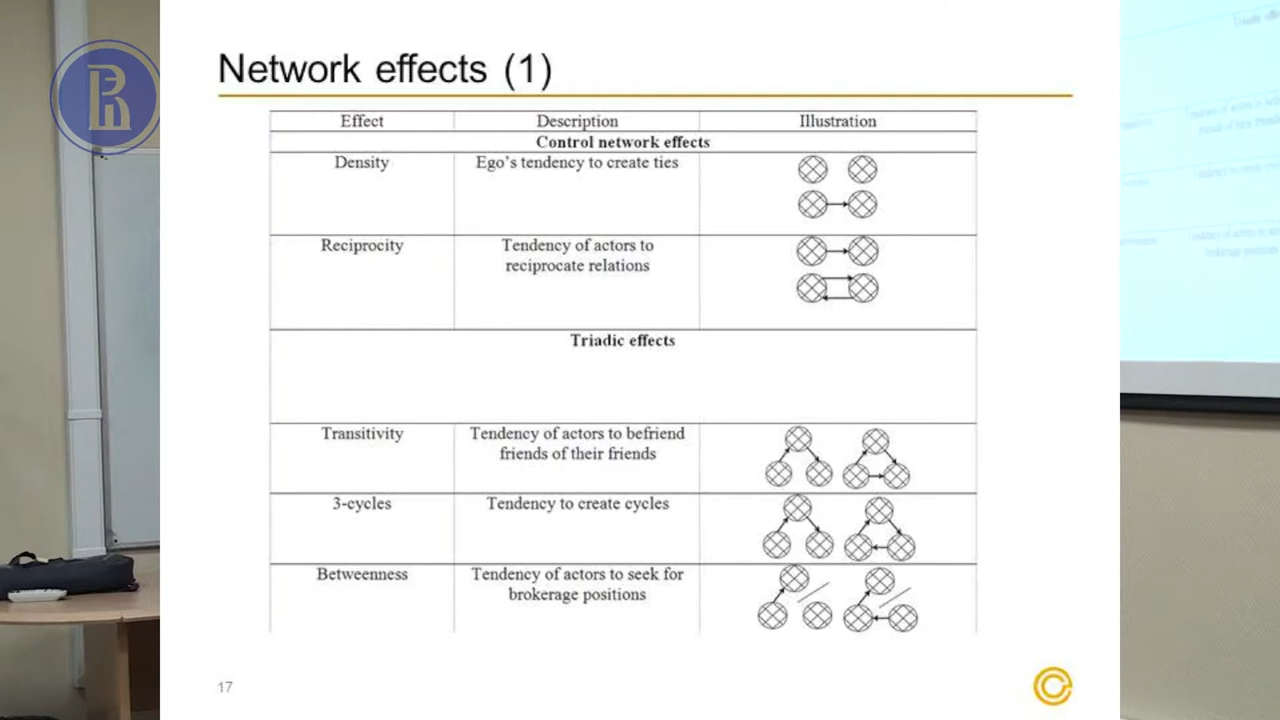 Network effects (1)
Effect Description Illustration
Control network effects
Density Ego's tendency to create ties
Reciprocity Tendency of actors to
reciprocate relations
Triadic effects
Transitivity Tendency of actors to befriend
friends of their friends
3-cycles Tendency to create cycles
Betweenness Tendency of actors to seek for
brokerage positions
17